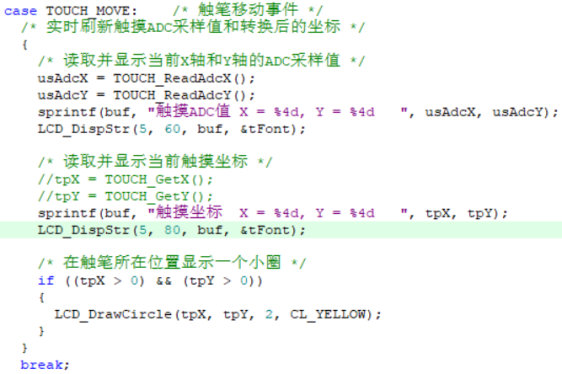 case TOUCH_MOVE:    /* 触笔移动事件 */
  /* 实时刷新触摸ADC采样值和转换后的坐标 */
  {
    /* 读取并显示当前X轴和Y轴的ADC采样值 */
    usAdcX = TOUCH_ReadAdcX();
    usAdcY = TOUCH_ReadAdcY();
    sprintf(buf, "触摸ADC值 X = %4d, Y = %4d   ", usAdcX, usAdcY);
    LCD_DispStr(5, 60, buf, &tFont);

    /* 读取并显示当前触摸坐标 */
    //tpX = TOUCH_GetX();
    //tpY = TOUCH_GetY();
    sprintf(buf, "触摸坐标  X = %4d, Y = %4d   ", tpX, tpY);
    LCD_DispStr(5, 80, buf, &tFont);

    /* 在触笔所在位置显示一个小圈 */
    if ((tpX > 0) && (tpY > 0))
    {
      LCD_DrawCircle(tpX, tpY, 2, CL_YELLOW);
    }
  }
  break;